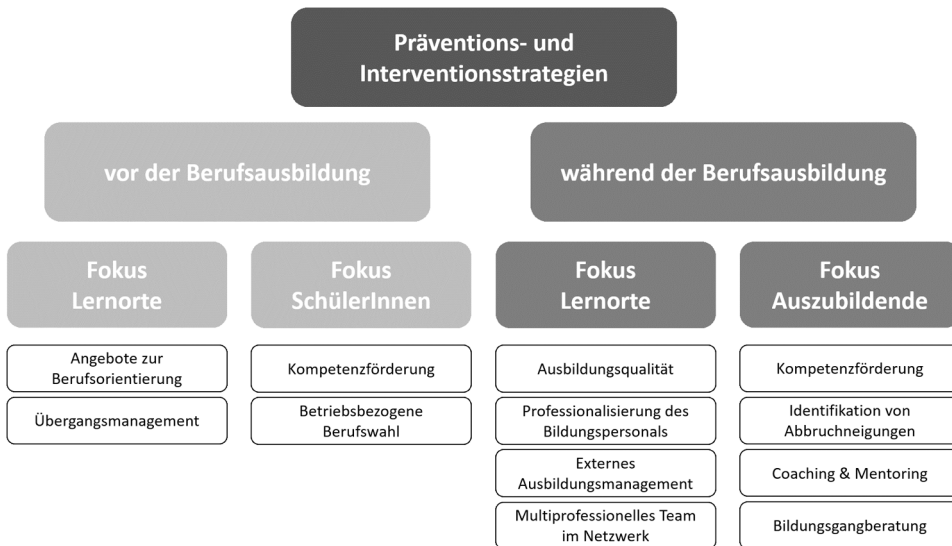 Präventions- und
Interventionsstrategien
vor der Berufsausbildung
während der Berufsausbildung
Fokus
Lernorte
Fokus
SchülerInnen
Fokus
Lernorte
Fokus
Auszubildende
Angebote zur
Berufsorientierung
Übergangsmanagement
Kompetenzförderung
Betriebsbezogene
Berufswahl
Ausbildungsqualität
Professionalisierung des
Bildungspersonals
Externes
Ausbildungsmanagement
Multiprofessionelles Team
im Netzwerk
Kompetenzförderung
Identifikation von
Abbruchneigungen
Coaching & Mentoring
Bildungsgangberatung